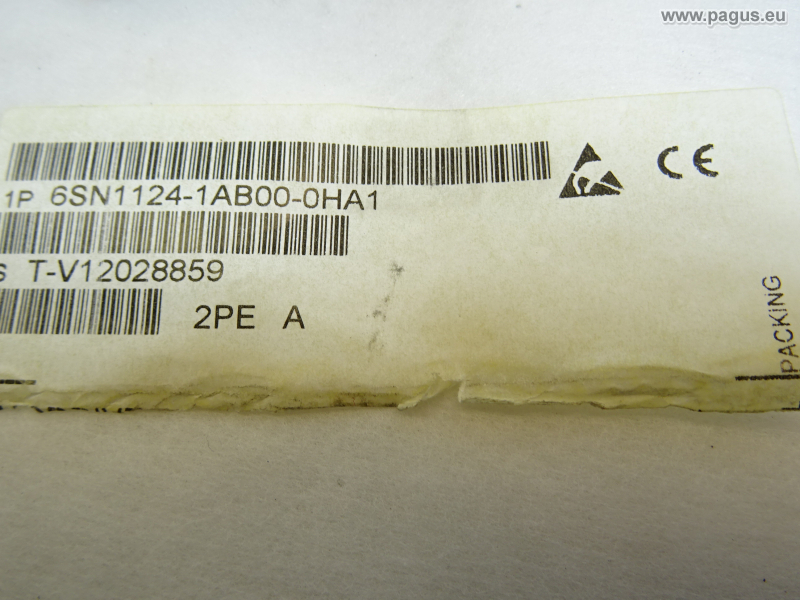 www.pagus.eu
CE
1P 6SN1124-1AB00-0HA1
S T-V12028859
2PE A
PACKING